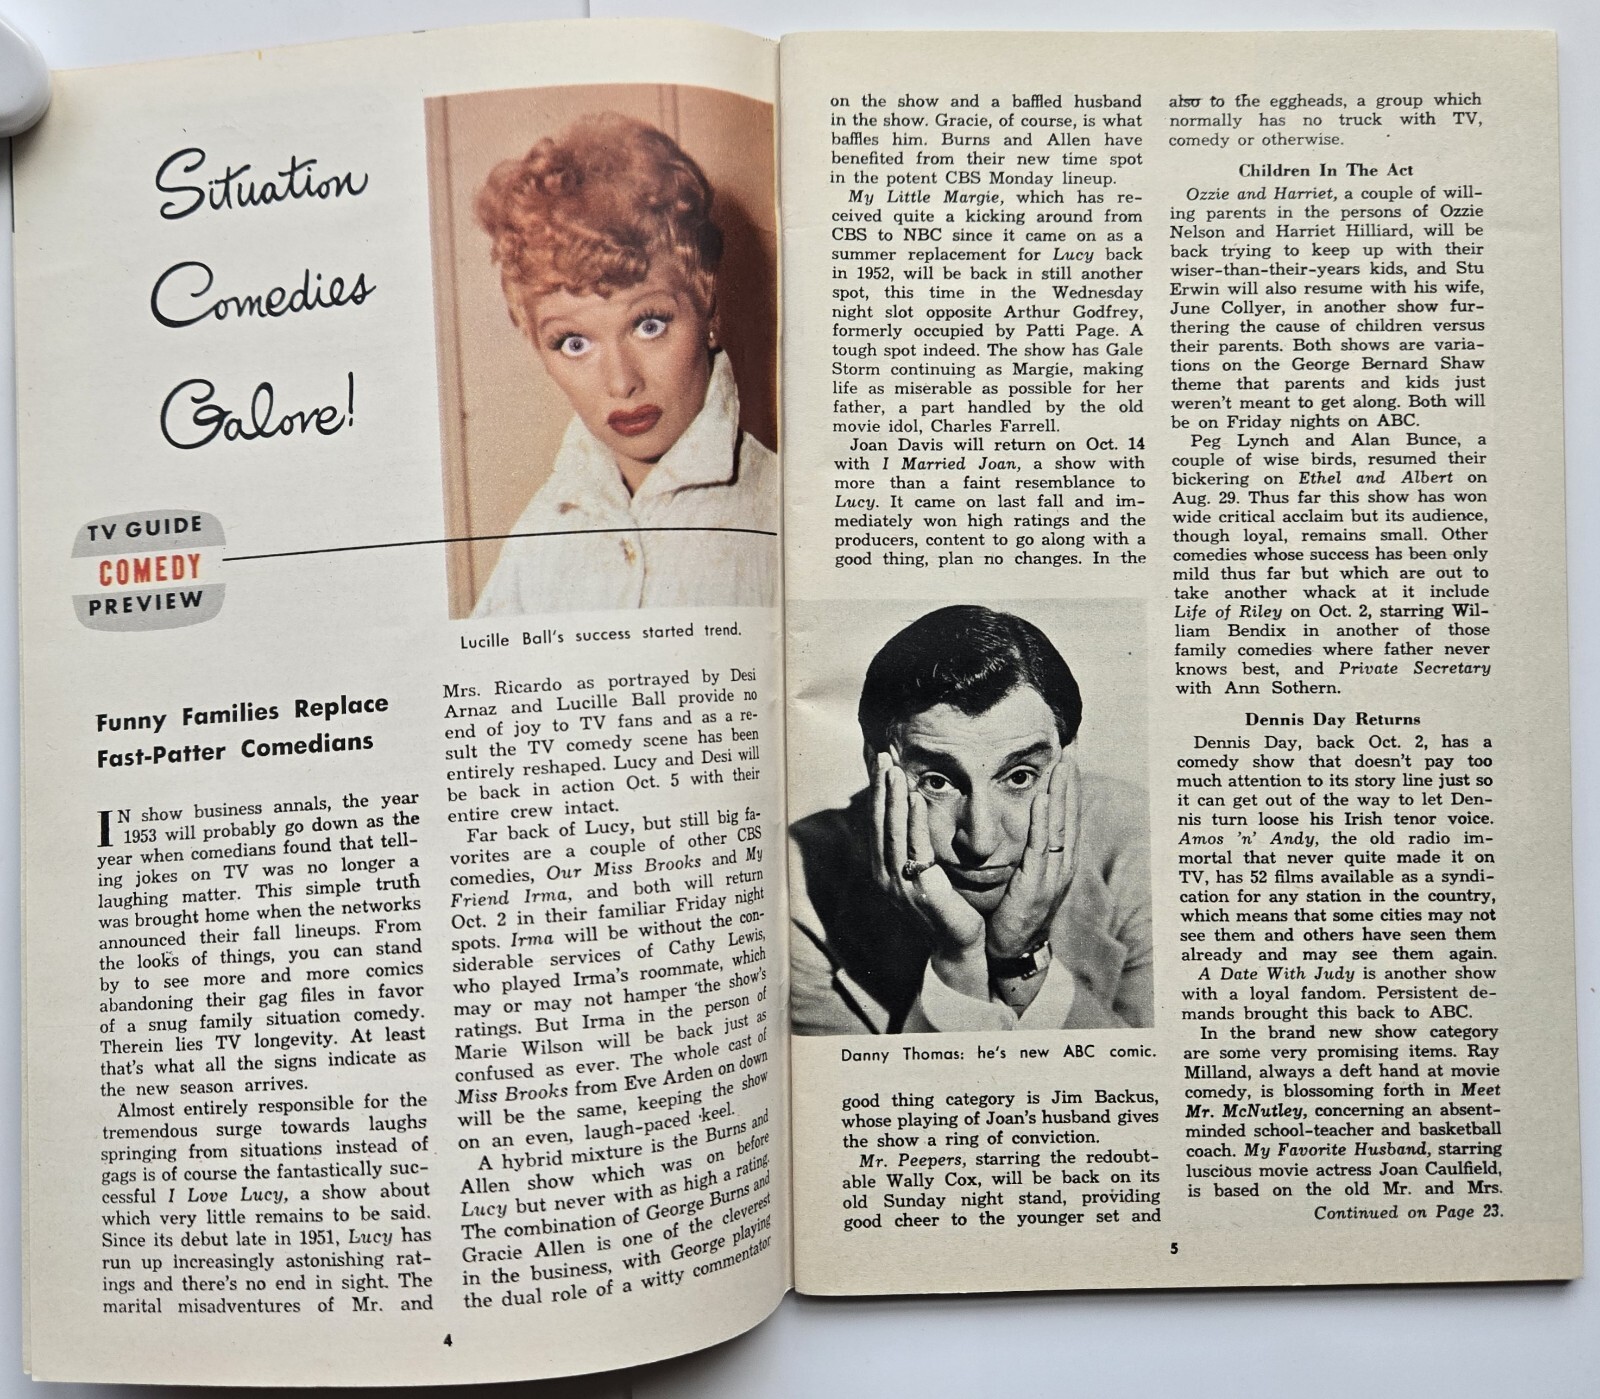 Situation
Comedies
Galore!
TV GUIDE
COMEDY
PREVIEW
Lucille Ball's success started trend.
Funny Families Replace
Fast-Patter Comedians
IN show business annals, the year
1953 will probably go down as the
year when comedians found that tell-
ing jokes on TV was no longer a
laughing matter. This simple truth
was brought home when the networks
announced their fall lineups. From
the looks of things, you can stand
by to see more and more comics
abandoning their gag files in favor
of a snug family situation comedy.
Therein lies TV longevity. At least
that's what all the signs indicate as
the new season arrives.
Almost entirely responsible for the
tremendous surge towards laughs
springing from situations instead of
gags is of course the fantastically suc-
cessful I Love Lucy, a show about
which very little remains to be said.
Since its debut late in 1951, Lucy has
run up increasingly astonishing rat-
ings and there's no end in sight. The
marital misadventures of Mr. and
Mrs. Ricardo as portrayed by Desi
Arnaz and Lucille Ball provide no
end of joy to TV fans and as a re-
sult the TV comedy scene has been
entirely reshaped. Lucy and Desi will
be back in action Oct. 5 with their
entire crew intact.
Far back of Lucy, but still big fa-
vorites are a couple of other CBS
comedies, Our Miss Brooks and My
Friend Irma, and both will return
Oct. 2 in their familiar Friday night
spots. Irma will be without the con-
siderable services of Cathy Lewis,
who played Irma's roommate, which
may or may not hamper the show's
ratings. But Irma in the person of
Marie Wilson will be back just as
confused as ever. The whole cast of
Miss Brooks from Eve Arden on down
will be the same, keeping the show
on an even, laugh-paced keel.
A hybrid mixture is the Burns and
Allen show which was on before
Lucy but never with as high a rating.
The combination of George Burns and
Gracie Allen is one of the cleverest
in the business, with George playing
the dual role of a witty commentator
4
on the show and a baffled husband
in the show. Gracie, of course, is what
baffles him. Burns and Allen have
benefited from their new time spot
in the potent CBS Monday lineup.
My Little Margie, which has re-
ceived quite a kicking around from
CBS to NBC since it came on as a
summer replacement for Lucy back
in 1952, will be back in still another
spot, this time in the Wednesday
night slot opposite Arthur Godfrey,
formerly occupied by Patti Page. A
tough spot indeed. The show has Gale
Storm continuing as Margie, making
life as miserable as possible for her
father, a part handled by the old
movie idol, Charles Farrell.
Joan Davis will return on Oct. 14
with I Married Joan, a show with
more than a faint resemblance to
Lucy. It came on last fall and im-
mediately won high ratings and the
producers, content to go along with a
good thing, plan no changes. In the
Danny Thomas: he's new ABC comic.
good thing category is Jim Backus,
whose playing of Joan's husband gives
the show a ring of conviction.
Mr. Peepers, starring the redoubt-
able Wally Cox, will be back on its
old Sunday night stand, providing
good cheer to the younger set and
also to the eggheads, a group which
normally has no truck with TV,
comedy or otherwise.
Children In The Act
Ozzie and Harriet, a couple of will-
ing parents in the persons of Ozzie
Nelson and Harriet Hilliard, will be
back trying to keep up with their
wiser-than-their-years kids, and Stu
Erwin will also resume with his wife,
June Collyer, in another show fur-
thering the cause of children versus
their parents. Both shows are varia-
tions on the George Bernard Shaw
theme that parents and kids just
weren't meant to get along. Both will
be on Friday nights on ABC.
Peg Lynch and Alan Bunce, a
couple of wise birds, resumed their
bickering on Ethel and Albert on
Aug. 29. Thus far this show has won
wide critical acclaim but its audience,
though loyal, remains small. Other
comedies whose success has been only
mild thus far but which are out to
take another whack at it include
Life of Riley on Oct. 2, starring Wil-
liam Bendix in another of those
family comedies where father never
knows best, and Private Secretary
with Ann Sothern.
Dennis Day Returns
Dennis Day, back Oct. 2, has a
comedy show that doesn't pay too
much attention to its story line just so
it can get out of the way to let Den-
nis turn loose his Irish tenor voice.
Amos 'n' Andy, the old radio im-
mortal that never quite made it on
TV, has 52 films available as a syndi-
cation for any station in the country,
which means that some cities may not
see them and others have seen them
already and may see them again.
A Date With Judy is another show
with a loyal fandom. Persistent de-
mands brought this back to ABC.
In the brand new show category
are some very promising items. Ray
Milland, always a deft hand at movie
comedy, is blossoming forth in Meet
Mr. McNutley, concerning an absent-
minded school-teacher and basketball
coach. My Favorite Husband, starring
luscious movie actress Joan Caulfield,
is based on the old Mr. and Mrs.
Continued on Page 23.
5